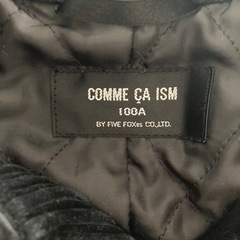 COMME ÇA ISM
100A
BY FIVE FOXes CO.,LTD.